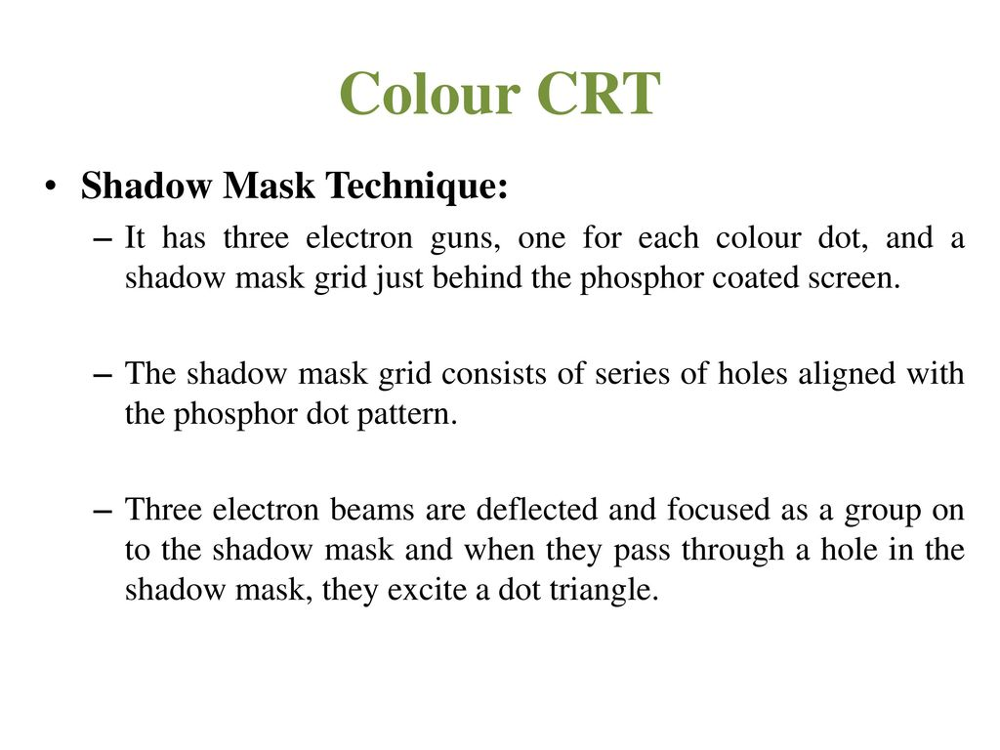 Colour CRT
• Shadow Mask Technique:
– It has three electron guns, one for each colour dot, and a
shadow mask grid just behind the phosphor coated screen.
– The shadow mask grid consists of series of holes aligned with
the phosphor dot pattern.
– Three electron beams are deflected and focused as a group on
to the shadow mask and when they pass through a hole in the
shadow mask, they excite a dot triangle.